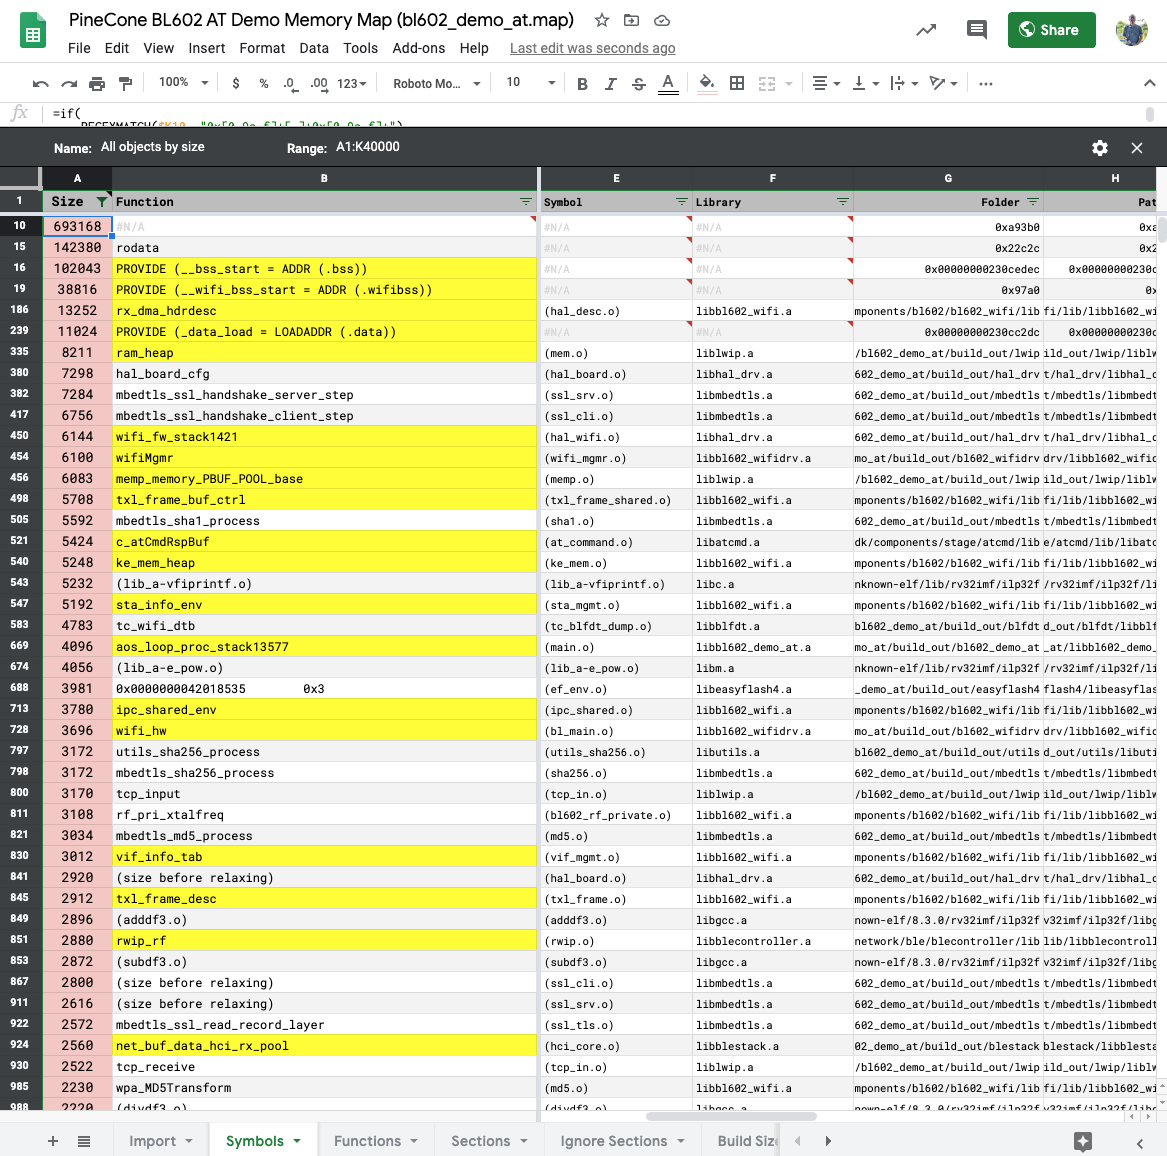 PineCone BL602 AT Demo Memory Map (bl602_demo_at.map)
File Edit View Insert Format Data Tools Add-ons Help Last edit was seconds ago
Share
100% $ % .0 .00 123 Roboto Mo... 10 B I S A
fx =if(
Name: All objects by size Range: A1:K40000
A B E F G H
1 Size Function Symbol Library Folder Pat
10 693168 #N/A #N/A #N/A 0xa93b0 0xa
15 142380 rodata #N/A #N/A 0x22c2c 0x2
16 102043 PROVIDE (__bss_start = ADDR (.bss)) #N/A #N/A 0x00000000230cedec 0x00000000230c
19 38816 PROVIDE (__wifi_bss_start = ADDR (.wifibss)) #N/A #N/A 0x97a0 0x
186 13252 rx_dma_hdrdesc (hal_desc.o) libbl602_wifi.a mponents/bl602/bl602_wifi/lib fi/lib/libbl602_wi
239 11024 PROVIDE (_data_load = LOADADDR (.data)) #N/A #N/A 0x00000000230cc2dc 0x00000000230c
335 8211 ram_heap (mem.o) liblwip.a /bl602_demo_at/build_out/lwip ild_out/lwip/liblw
380 7298 hal_board_cfg (hal_board.o) libhal_drv.a 602_demo_at/build_out/hal_drv t/hal_drv/libhal_d
382 7284 mbedtls_ssl_handshake_server_step (ssl_srv.o) libmbedtls.a 602_demo_at/build_out/mbedtls t/mbedtls/libmbedt
417 6756 mbedtls_ssl_handshake_client_step (ssl_cli.o) libmbedtls.a 602_demo_at/build_out/mbedtls t/mbedtls/libmbedt
450 6144 wifi_fw_stack1421 (hal_wifi.o) libhal_drv.a 602_demo_at/build_out/hal_drv t/hal_drv/libhal_d
454 6100 wifiMgmr (wifi_mgmr.o) libbl602_wifidrv.a mo_at/build_out/bl602_wifidrv drv/libbl602_wific
456 6083 memp_memory_PBUF_POOL_base (memp.o) liblwip.a /bl602_demo_at/build_out/lwip ild_out/lwip/liblw
498 5708 txl_frame_buf_ctrl (txl_frame_shared.o) libbl602_wifi.a mponents/bl602/bl602_wifi/lib fi/lib/libbl602_wi
505 5592 mbedtls_sha1_process (sha1.o) libmbedtls.a 602_demo_at/build_out/mbedtls t/mbedtls/libmbedt
521 5424 c_atCmdRspBuf (at_command.o) libatcmd.a dk/components/stage/atcmd/lib e/atcmd/lib/libatc
540 5248 ke_mem_heap (ke_mem.o) libbl602_wifi.a mponents/bl602/bl602_wifi/lib fi/lib/libbl602_wi
543 5232 (lib_a-vfiprintf.o) (lib_a-vfiprintf.o) libc.a nknown-elf/lib/rv32imf/ilp32f /rv32imf/ilp32f/li
547 5192 sta_info_env (sta_mgmt.o) libbl602_wifi.a mponents/bl602/bl602_wifi/lib fi/lib/libbl602_wi
583 4783 tc_wifi_dtb (tc_blfdt_dump.o) libblfdt.a bl602_demo_at/build_out/blfdt d_out/blfdt/libblf
669 4096 aos_loop_proc_stack13577 (main.o) libbl602_demo_at.a mo_at/build_out/bl602_demo_at _at/libbl602_demo_
674 4056 (lib_a-e_pow.o) (lib_a-e_pow.o) libm.a nknown-elf/lib/rv32imf/ilp32f /rv32imf/ilp32f/li
688 3981 0x0000000042018535 0x3 (ef_env.o) libeasyflash4.a _demo_at/build_out/easyflash4 flash4/libeasyflas
713 3780 ipc_shared_env (ipc_shared.o) libbl602_wifi.a mponents/bl602/bl602_wifi/lib fi/lib/libbl602_wi
728 3696 wifi_hw (bl_main.o) libbl602_wifidrv.a mo_at/build_out/bl602_wifidrv drv/libbl602_wific
797 3172 utils_sha256_process (utils_sha256.o) libutils.a bl602_demo_at/build_out/utils d_out/utils/libuti
798 3172 mbedtls_sha256_process (sha256.o) libmbedtls.a 602_demo_at/build_out/mbedtls t/mbedtls/libmbedt
800 3170 tcp_input (tcp_in.o) liblwip.a /bl602_demo_at/build_out/lwip ild_out/lwip/liblw
811 3108 rf_pri_xtalfreq (bl602_rf_private.o) libbl602_wifi.a mponents/bl602/bl602_wifi/lib fi/lib/libbl602_wi
821 3034 mbedtls_md5_process (md5.o) libmbedtls.a 602_demo_at/build_out/mbedtls t/mbedtls/libmbedt
830 3012 vif_info_tab (vif_mgmt.o) libbl602_wifi.a mponents/bl602/bl602_wifi/lib fi/lib/libbl602_wi
841 2920 (size before relaxing) (hal_board.o) libhal_drv.a 602_demo_at/build_out/hal_drv t/hal_drv/libhal_d
845 2912 txl_frame_desc (txl_frame.o) libbl602_wifi.a mponents/bl602/bl602_wifi/lib fi/lib/libbl602_wi
849 2896 (adddf3.o) (adddf3.o) libgcc.a nown-elf/8.3.0/rv32imf/ilp32f v32imf/ilp32f/libg
851 2880 rwip_rf (rwip.o) libblecontroller.a network/ble/blecontroller/lib lib/libblecontroll
853 2872 (subdf3.o) (subdf3.o) libgcc.a nown-elf/8.3.0/rv32imf/ilp32f v32imf/ilp32f/libg
867 2800 (size before relaxing) (ssl_cli.o) libmbedtls.a 602_demo_at/build_out/mbedtls t/mbedtls/libmbedt
911 2616 (size before relaxing) (ssl_srv.o) libmbedtls.a 602_demo_at/build_out/mbedtls t/mbedtls/libmbedt
922 2572 mbedtls_ssl_read_record_layer (ssl_tls.o) libmbedtls.a 602_demo_at/build_out/mbedtls t/mbedtls/libmbedt
924 2560 net_buf_data_hci_rx_pool (hci_core.o) libblestack.a 02_demo_at/build_out/blestack blestack/libblesta
930 2522 tcp_receive (tcp_in.o) liblwip.a /bl602_demo_at/build_out/lwip ild_out/lwip/liblw
985 2230 wpa_MD5Transform (md5.o) libbl602_wifi.a mponents/bl602/bl602_wifi/lib fi/lib/libbl602_wi
988 2220 (divdf3.o) (divdf3.o) libgcc.a nown-elf/8.3.0/rv32imf/ilp32f v32imf/ilp32f/libg
Import Symbols Functions Sections Ignore Sections Build Siz